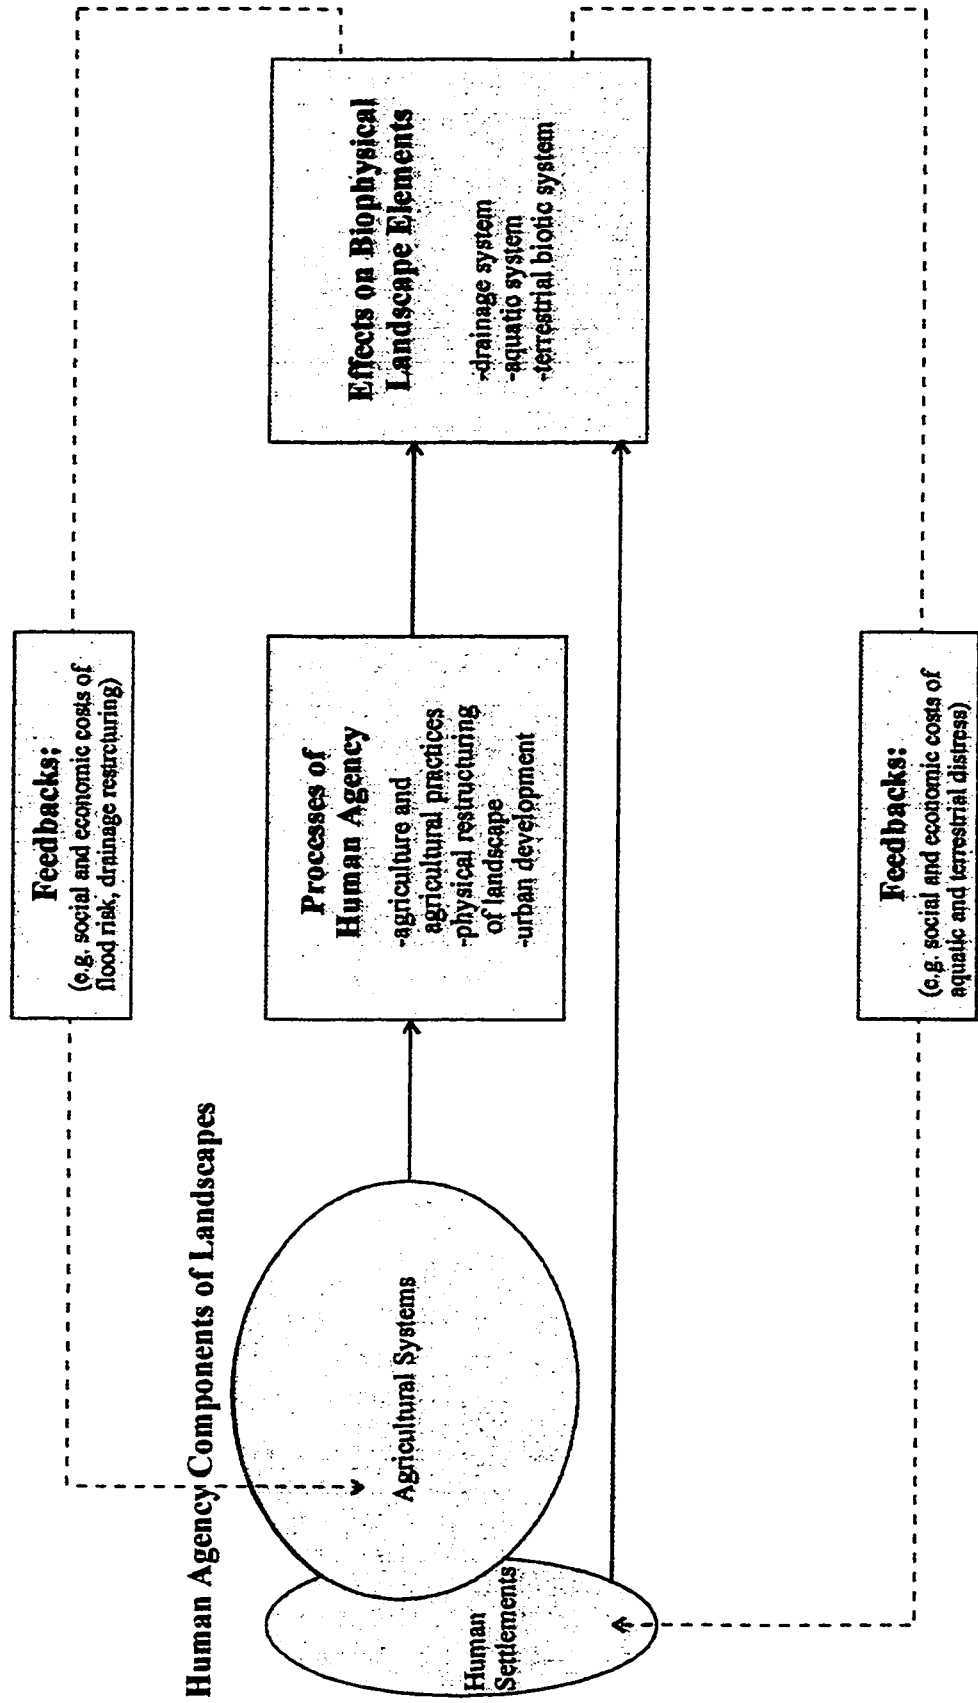 Human Agency Components of Landscapes
Agricultural Systems
Human
Settlements
Feedbacks:
(e.g. social and economic costs of
flood risk, drainage restrcturing)
Processes of
Human Agency
-agriculture and
agricultural practices
-physical restructuring
of landscape
-urban development
Feedbacks:
(e.g. social and economic costs of
aquatic and terrestrial distress)
Effects on Biophysical
Landscape Elements
-drainage system
-aquatic system
-terrestrial biotic system